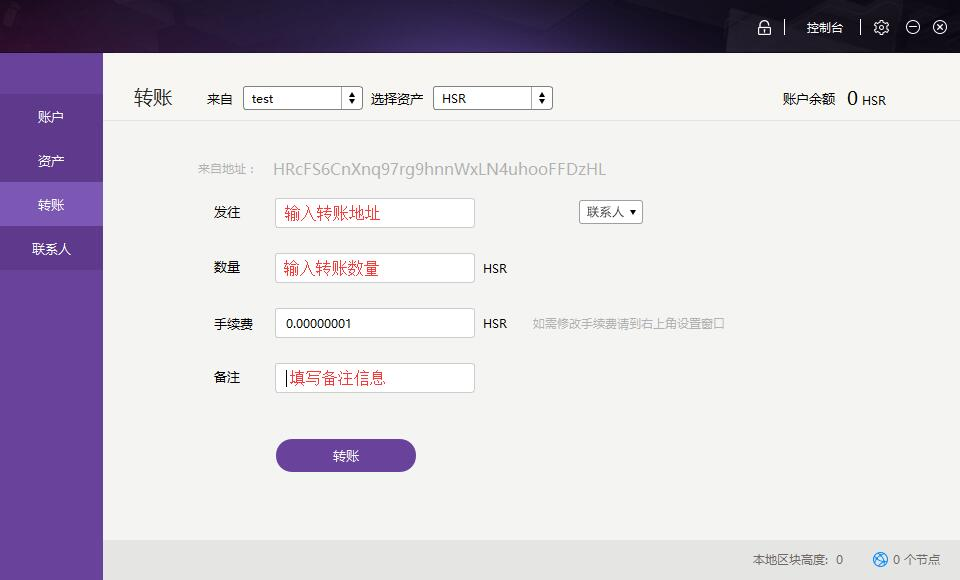 控制台
转账 来自 test 选择资产 HSR 账户余额 0 HSR
账户
资产
转账
联系人
来自地址： HRcFS6CnXnq97rg9hnnWxLN4uhooFFDzHL
发往 输入转账地址 联系人
数量 输入转账数量 HSR
手续费 0.00000001 HSR 如需修改手续费请到右上角设置窗口
备注 填写备注信息
转账
本地区块高度: 0 0 个节点